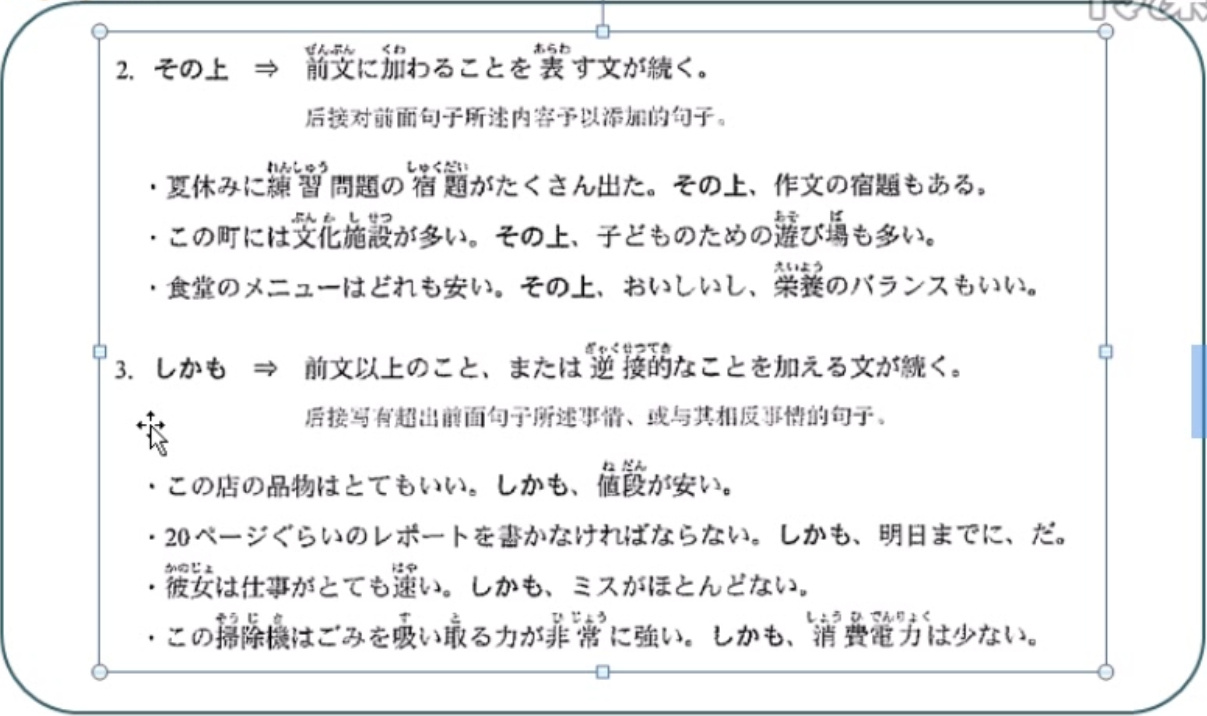 2. その上 ⇒ 前文に加わることを表す文が続く。
后接对前面句子所述内容予以添加的句子。
・夏休みに練習問題の宿題がたくさん出た。その上、作文の宿題もある。
・この町には文化施設が多い。その上、子どものための遊び場も多い。
・食堂のメニューはどれも安い。その上、おいしいし、栄養のバランスもいい。
3. しかも ⇒ 前文以上のこと、または逆接的なことを加える文が続く。
后接写有超出前面句子所述事情、或与其相反事情的句子。
・この店の品物はとてもいい。しかも、値段が安い。
・20ページぐらいのレポートを書かなければならない。しかも、明日までに、だ。
・彼女は仕事がとても速い。しかも、ミスがほとんどない。
・この掃除機はごみを吸い取る力が非常に強い。しかも、消費電力は少ない。